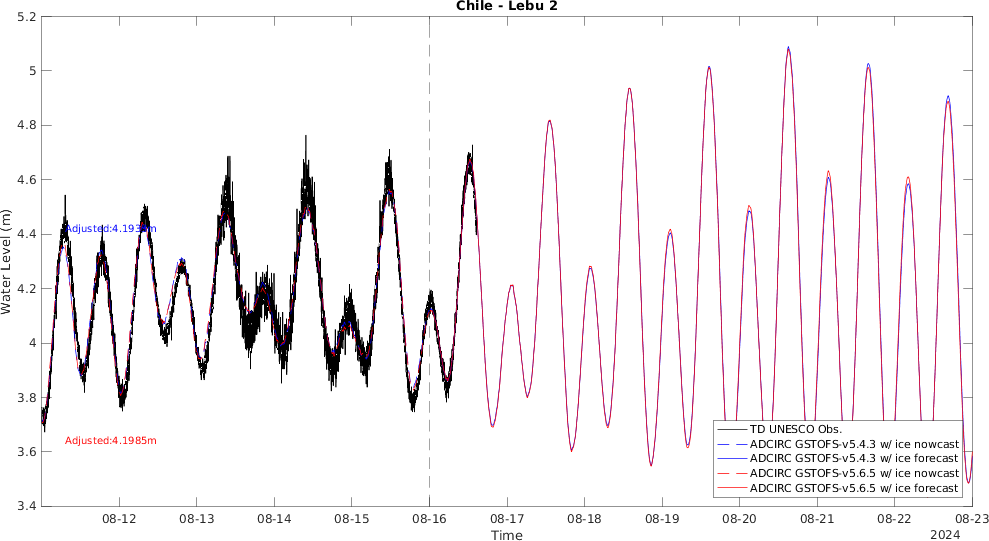 Chile - Lebu 2
5.2
5
4.8
4.6
4.4
4.2
4
3.8
3.6
3.4
Water Level (m)
Adjusted:4.1985m
TD UNESCO Obs.
ADCIRC GSTOFS-v5.4.3 w/ ice nowcast
ADCIRC GSTOFS-v5.4.3 w/ ice forecast
ADCIRC GSTOFS-v5.6.5 w/ ice nowcast
ADCIRC GSTOFS-v5.6.5 w/ ice forecast
08-12 08-13 08-14 08-15 08-16 08-17 08-18 08-19 08-20 08-21 08-22 08-23
Time
2024